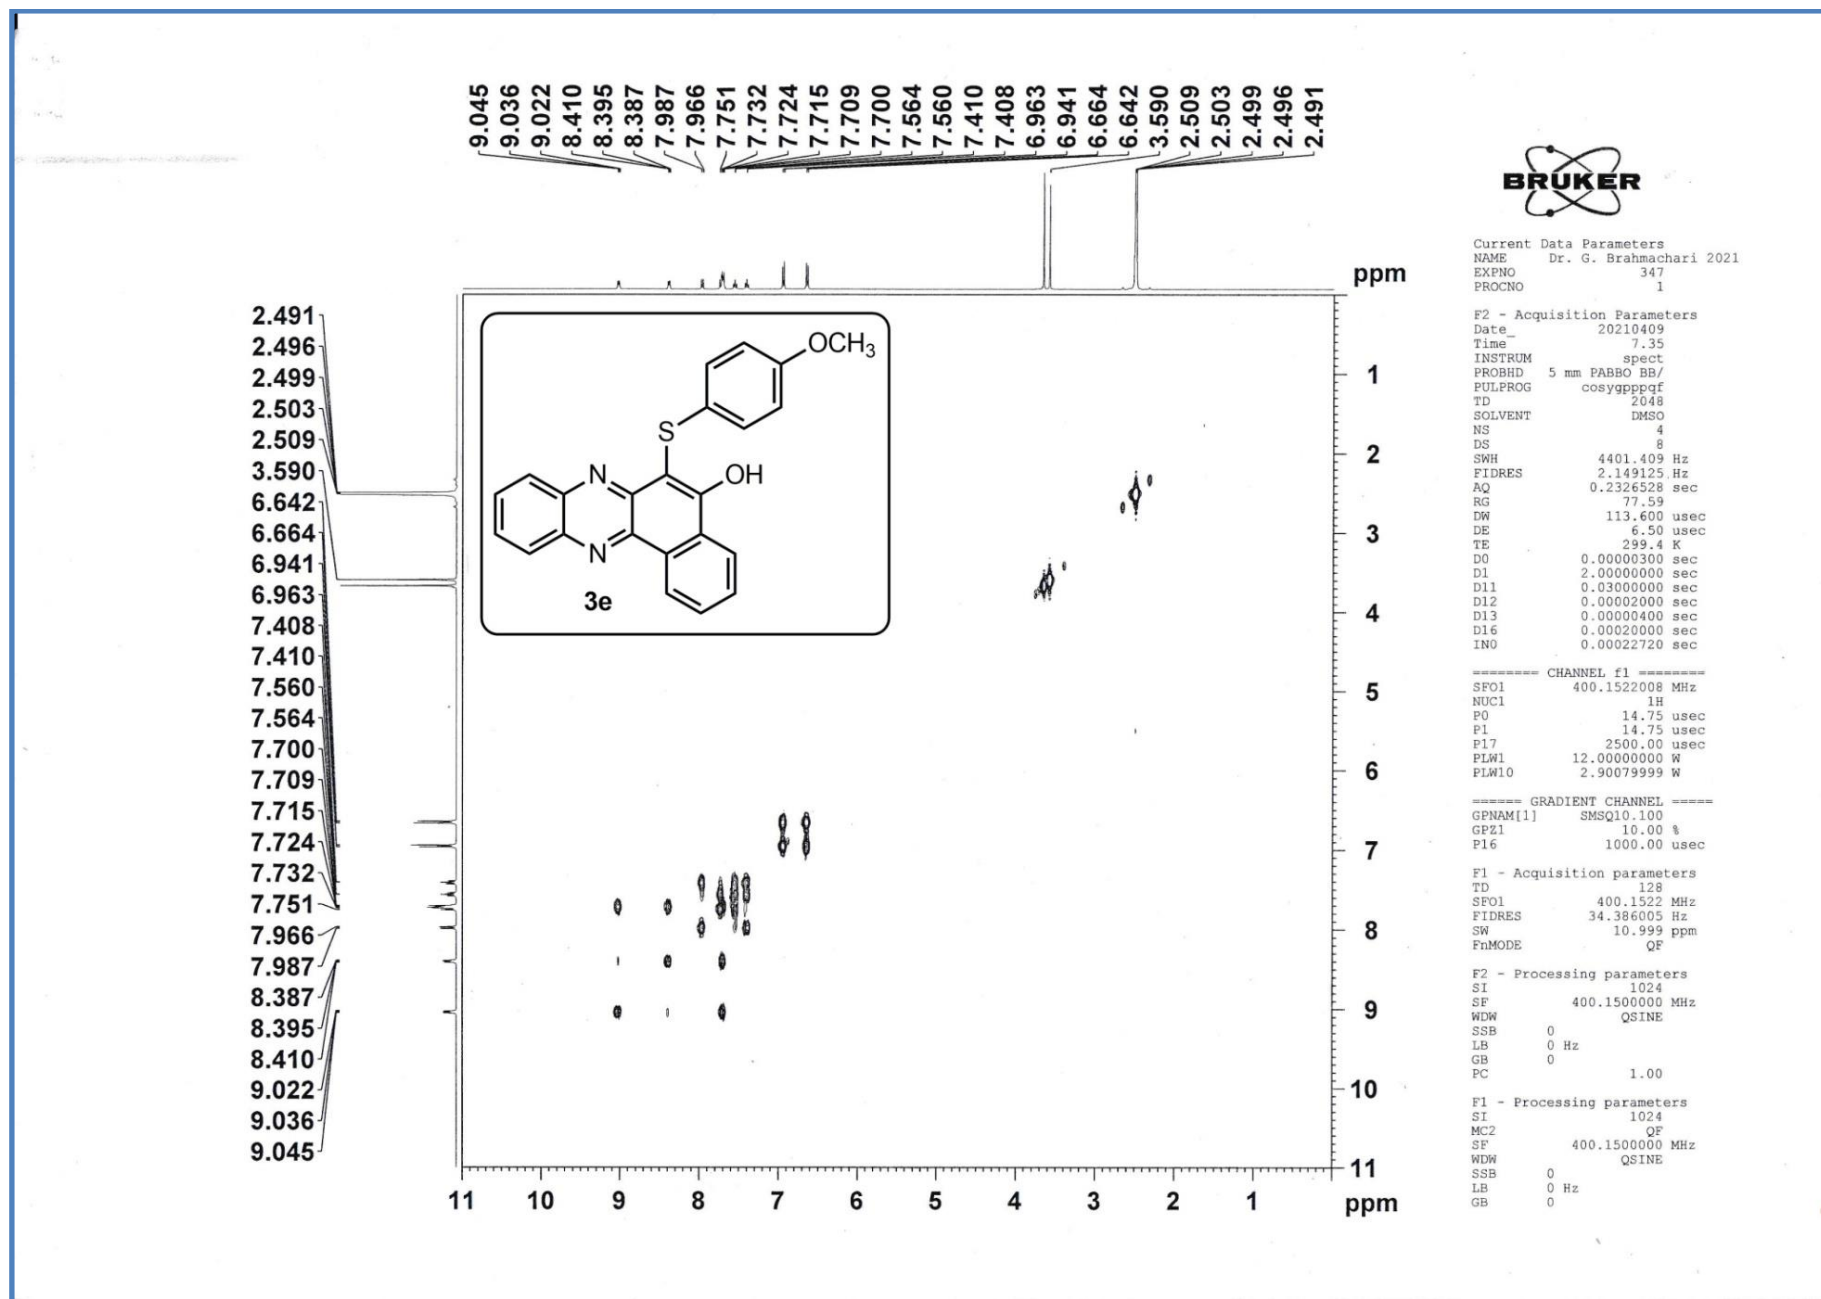 9.045
9.036
9.022
8.410
8.395
8.387
7.987
7.966
7.751
7.732
7.724
7.715
7.709
7.700
7.564
7.560
7.410
7.408
6.963
6.941
6.664
6.642
3.590
2.509
2.503
2.499
2.496
2.491
BRUKER
ppm
2.491
2.496
2.499
2.503
2.509
3.590
6.642
6.664
6.941
6.963
7.408
7.410
7.560
7.564
7.700
7.709
7.715
7.724
7.732
7.751
7.966
7.987
8.387
8.395
8.410
9.022
9.036
9.045
OCH3
S
N
OH
N
3e
1
2
3
4
5
6
7
8
9
10
11
11 10 9 8 7 6 5 4 3 2 1 ppm
Current Data Parameters
NAME Dr. G. Brahmachari 2021
EXPNO 347
PROCNO 1
F2 - Acquisition Parameters
Date_ 20210409
Time 7.35
INSTRUM spect
PROBHD 5 mm PABBO BB/
PULPROG cosygpppqf
TD 2048
SOLVENT DMSO
NS 4
DS 8
SWH 4401.409 Hz
FIDRES 2.149125 Hz
AQ 0.2326528 sec
RG 77.59
DW 113.600 usec
DE 6.50 usec
TE 299.4 K
D0 0.00000300 sec
D1 2.00000000 sec
D11 0.03000000 sec
D12 0.00002000 sec
D13 0.00000400 sec
D16 0.00020000 sec
IN0 0.00022720 sec
======== CHANNEL f1 ========
SFO1 400.1522008 MHz
NUC1 1H
P0 14.75 usec
P1 14.75 usec
P17 2500.00 usec
PLW1 12.00000000 W
PLW10 2.90079999 W
====== GRADIENT CHANNEL =====
GPNAM[1] SMSQ10.100
GPZ1 10.00 %
P16 1000.00 usec
F1 - Acquisition parameters
TD 128
SFO1 400.1522 MHz
FIDRES 34.386005 Hz
SW 10.999 ppm
FnMODE QF
F2 - Processing parameters
SI 1024
SF 400.1500000 MHz
WDW QSINE
SSB 0
LB 0 Hz
GB 0
PC 1.00
F1 - Processing parameters
SI 1024
MC2 QF
SF 400.1500000 MHz
WDW QSINE
SSB 0
LB 0 Hz
GB 0